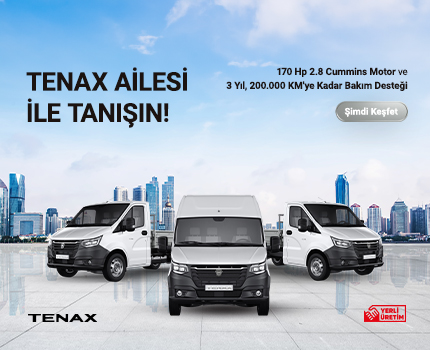 TENAX AİLESİ
İLE TANIŞIN!
170 Hp 2.8 Cummins Motor ve
3 Yıl, 200.000 KM'ye Kadar Bakım Desteği
Şimdi Keşfet
TENAX
YERLİ
ÜRETİM